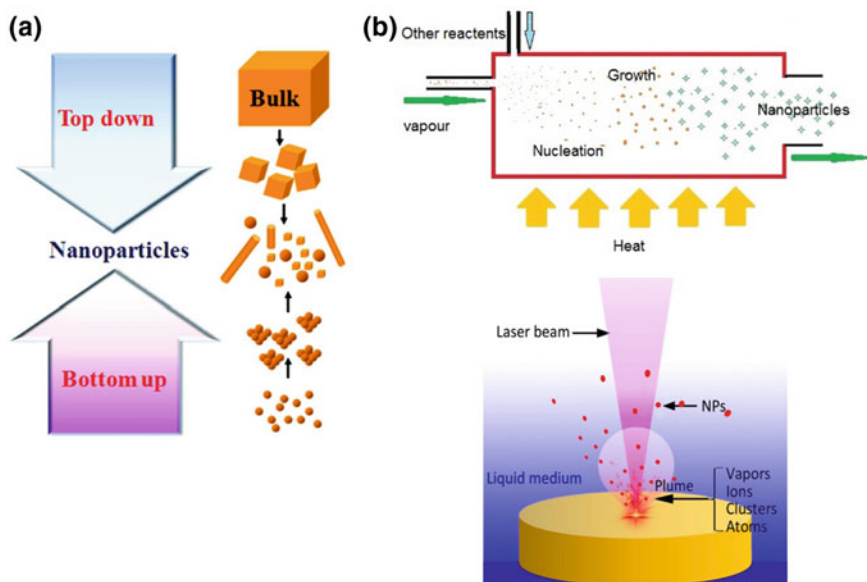 (a)
Top down
Nanoparticles
Bottom up
Bulk
(b)
Other reactents
vapour
Growth
Nucleation
Nanoparticles
Heat
Laser beam
NPs
Liquid medium
Plume
Vapors
Ions
Clusters
Atoms